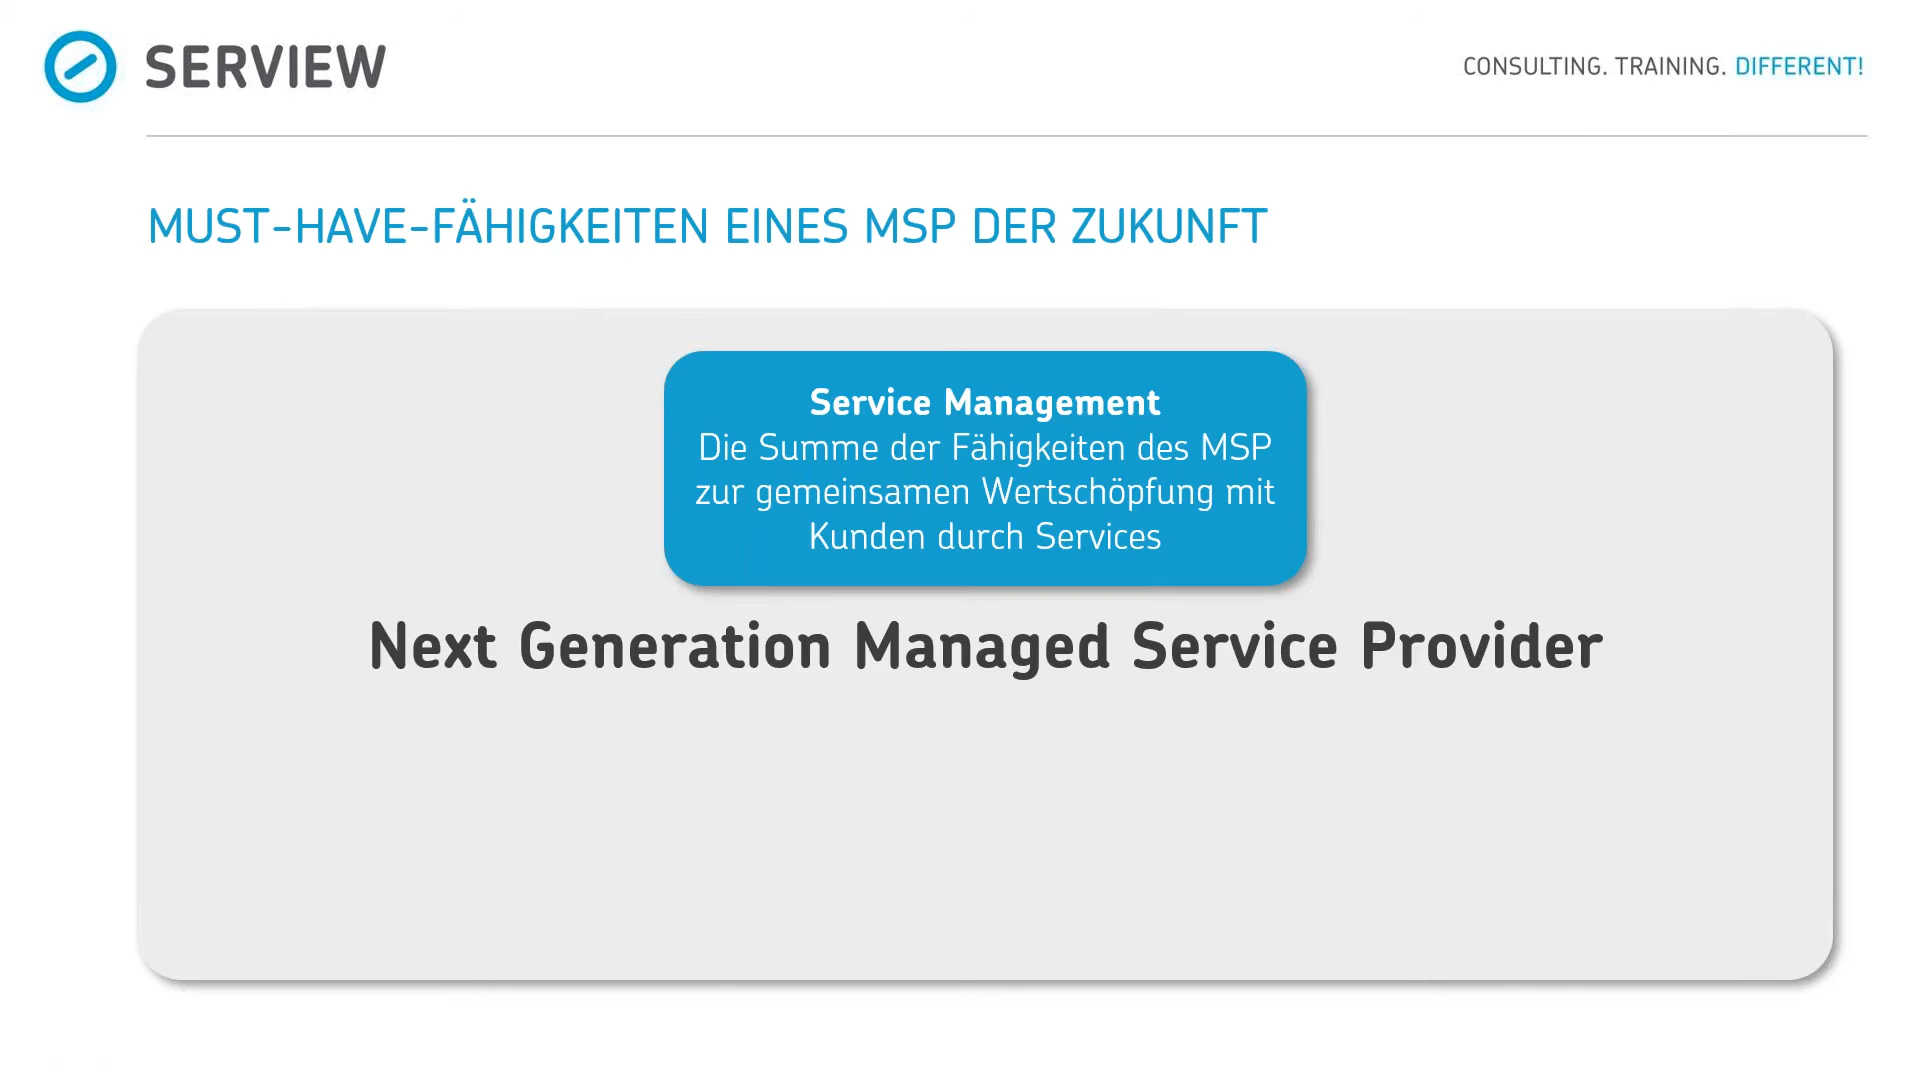 SERVIEW
CONSULTING. TRAINING. DIFFERENT!
MUST-HAVE-FÄHIGKEITEN EINES MSP DER ZUKUNFT
Service Management
Die Summe der Fähigkeiten des MSP
zur gemeinsamen Wertschöpfung mit
Kunden durch Services
Next Generation Managed Service Provider